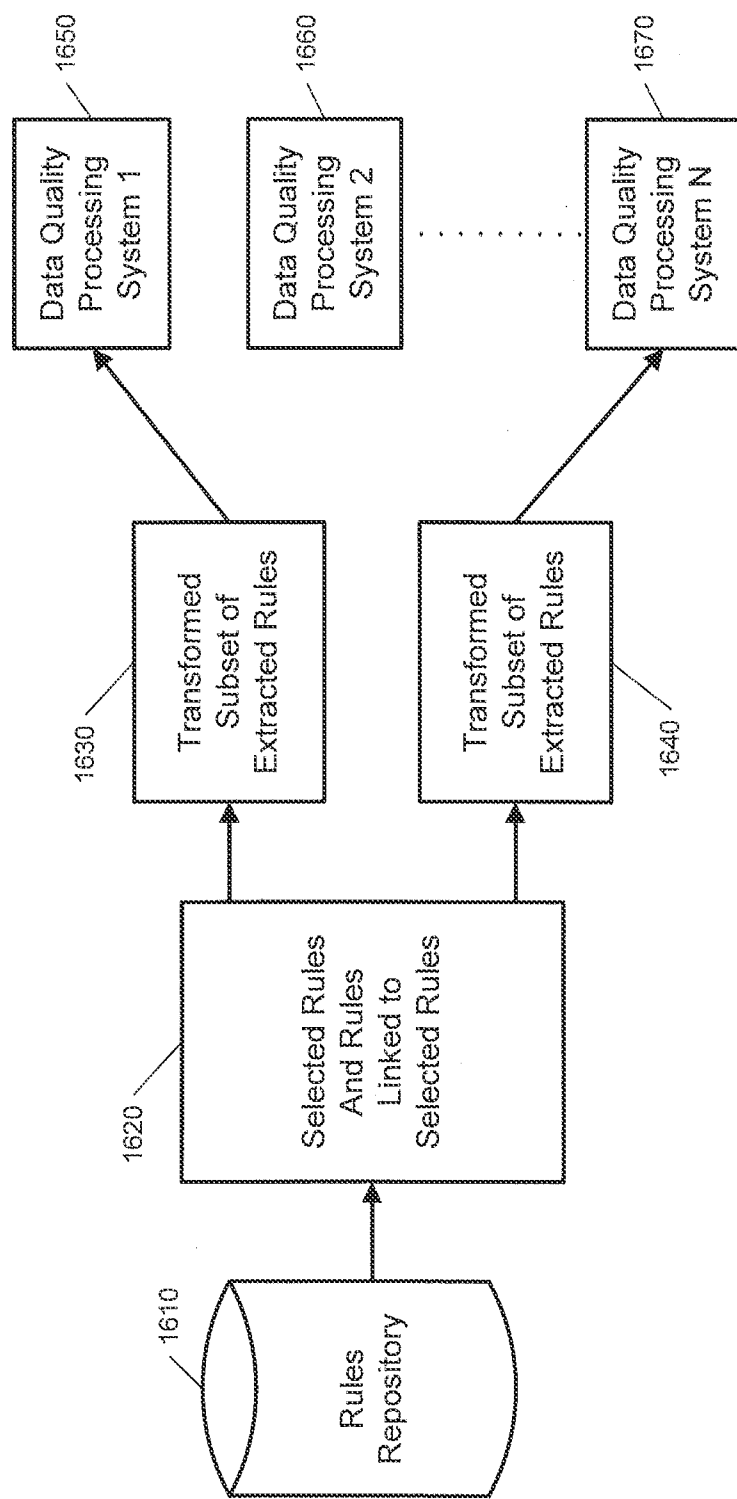 1610
Rules
Repository
1620
Selected Rules
And Rules
Linked to
Selected Rules
1630
Transformed
Subset of
Extracted Rules
1640
Transformed
Subset of
Extracted Rules
1650
Data Quality
Processing
System 1
1660
Data Quality
Processing
System 2
1670
Data Quality
Processing
System N